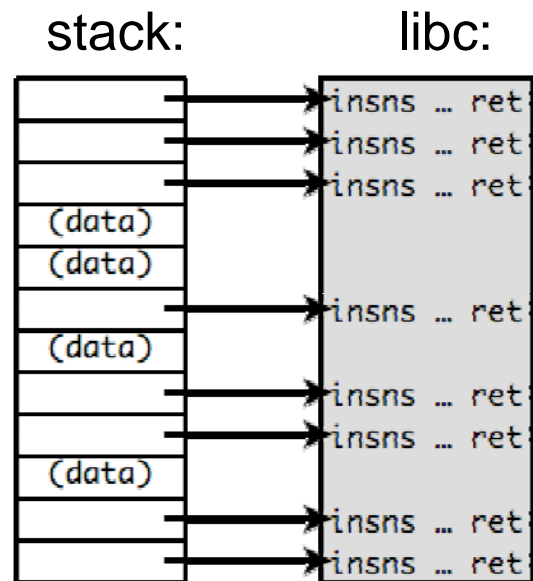 stack: libc:
insns … ret
insns … ret
insns … ret
(data)
(data)
insns … ret
(data)
insns … ret
insns … ret
(data)
insns … ret
insns … ret